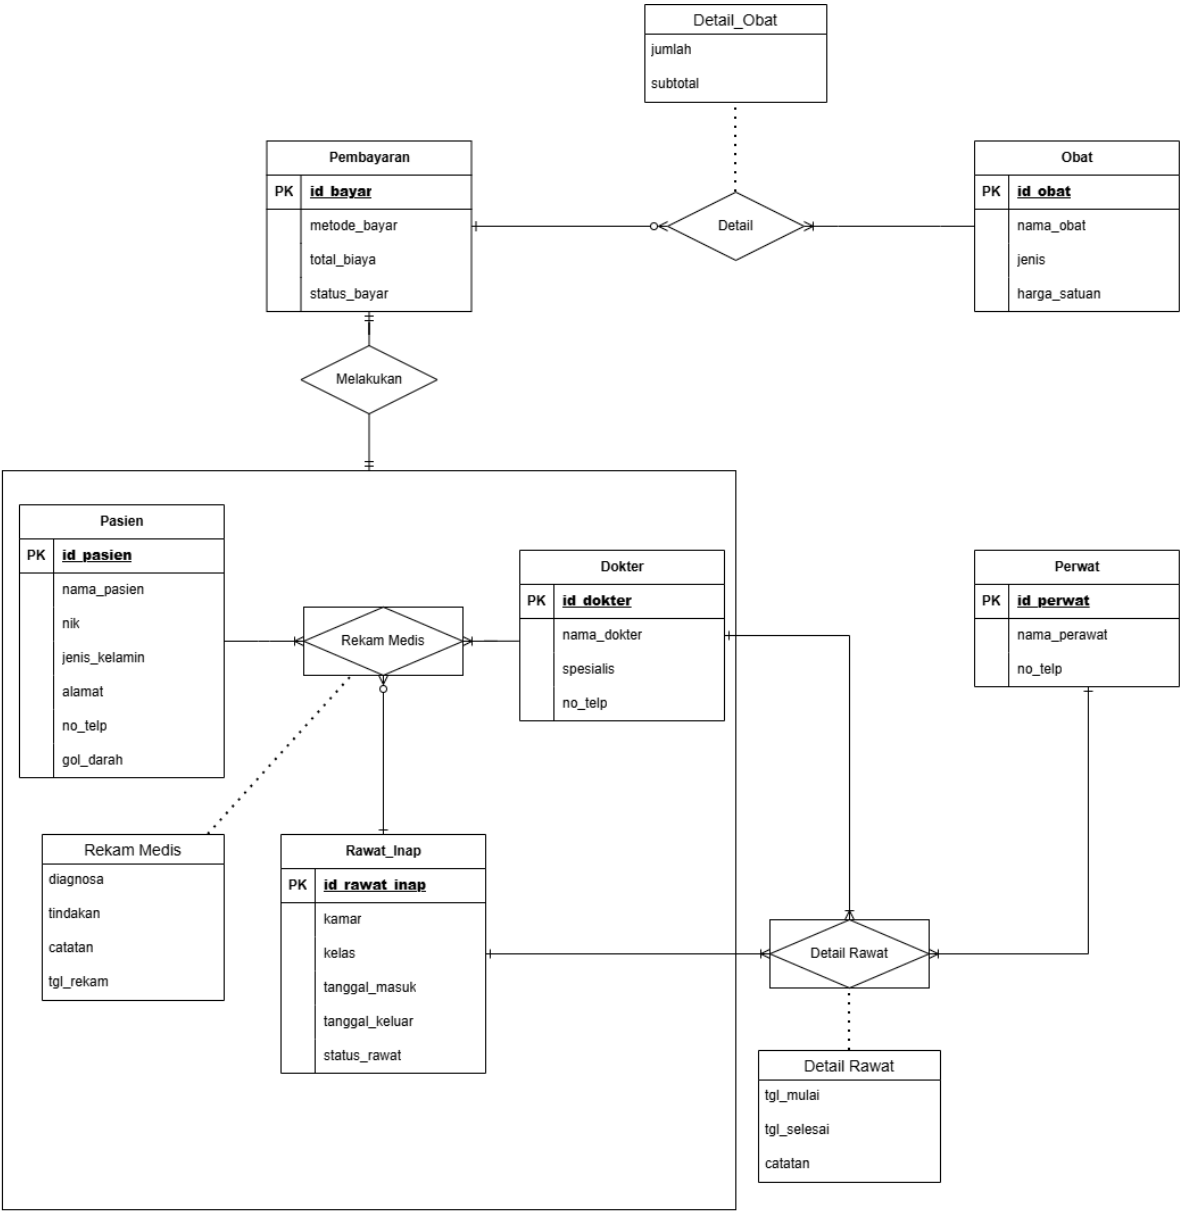 Detail_Obat
jumlah
subtotal
Pembayaran
PK id_bayar
metode_bayar
total_biaya
status_bayar
Detail
Obat
PK id_obat
nama_obat
jenis
harga_satuan
Melakukan
Pasien
PK id_pasien
nama_pasien
nik
jenis_kelamin
alamat
no_telp
gol_darah
Rekam Medis
Dokter
PK id_dokter
nama_dokter
spesialis
no_telp
Perwat
PK id_perwat
nama_perawat
no_telp
Rekam Medis
diagnosa
tindakan
catatan
tgl_rekam
Rawat_Inap
PK id_rawat_inap
kamar
kelas
tanggal_masuk
tanggal_keluar
status_rawat
Detail Rawat
Detail Rawat
tgl_mulai
tgl_selesai
catatan